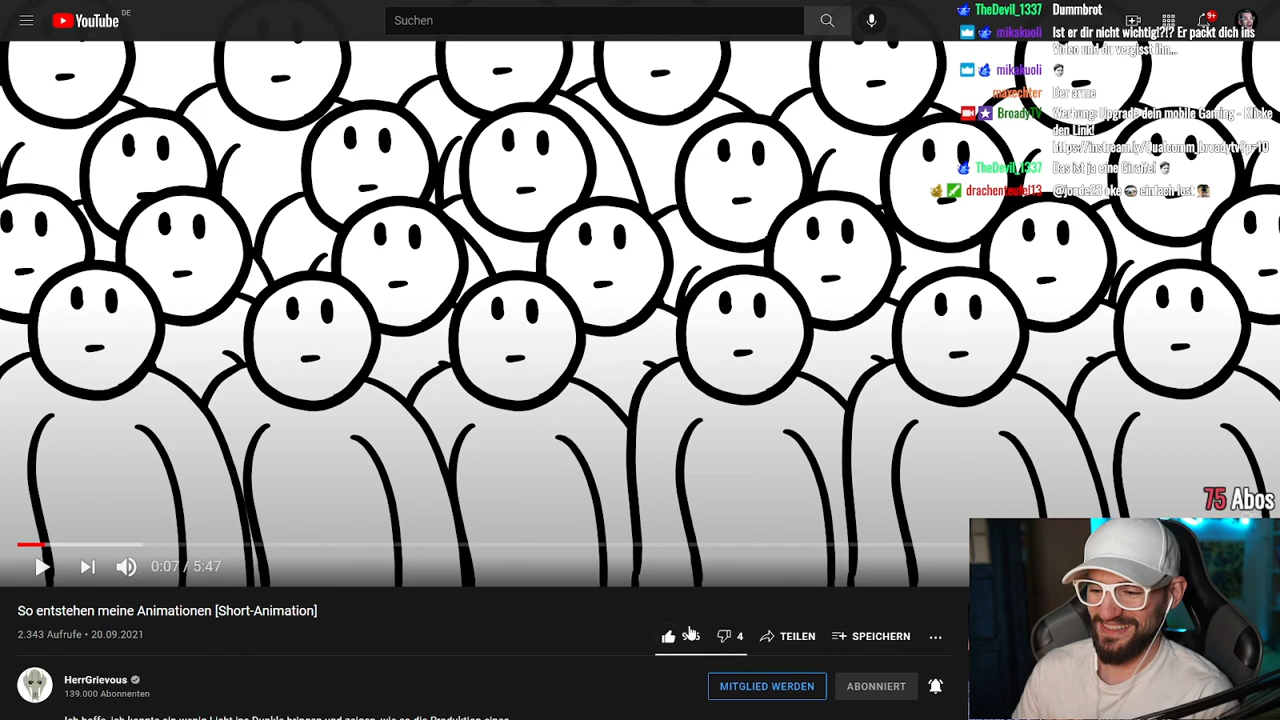 YouTube DE
Suchen
9+
TheDevil_1337 Dummbrot
mikakuoli Ist er dir nicht wichtig!?!? Er packt dich ins
Video und du vergisst ihn...
mikakuoli
Der arme
BroadyTV Werbung: Upgrade dein mobile Gaming - Klicke
den Link!
TheDevil_1337 Das ist ja eine Giraffe!
drachenteufel13 einfach lost
75 Abos
0:07 / 5:47
So entstehen meine Animationen [Short-Animation]
2.343 Aufrufe • 20.09.2021
4
TEILEN
SPEICHERN
HerrGrievous
139.000 Abonnenten
MITGLIED WERDEN
ABONNIERT